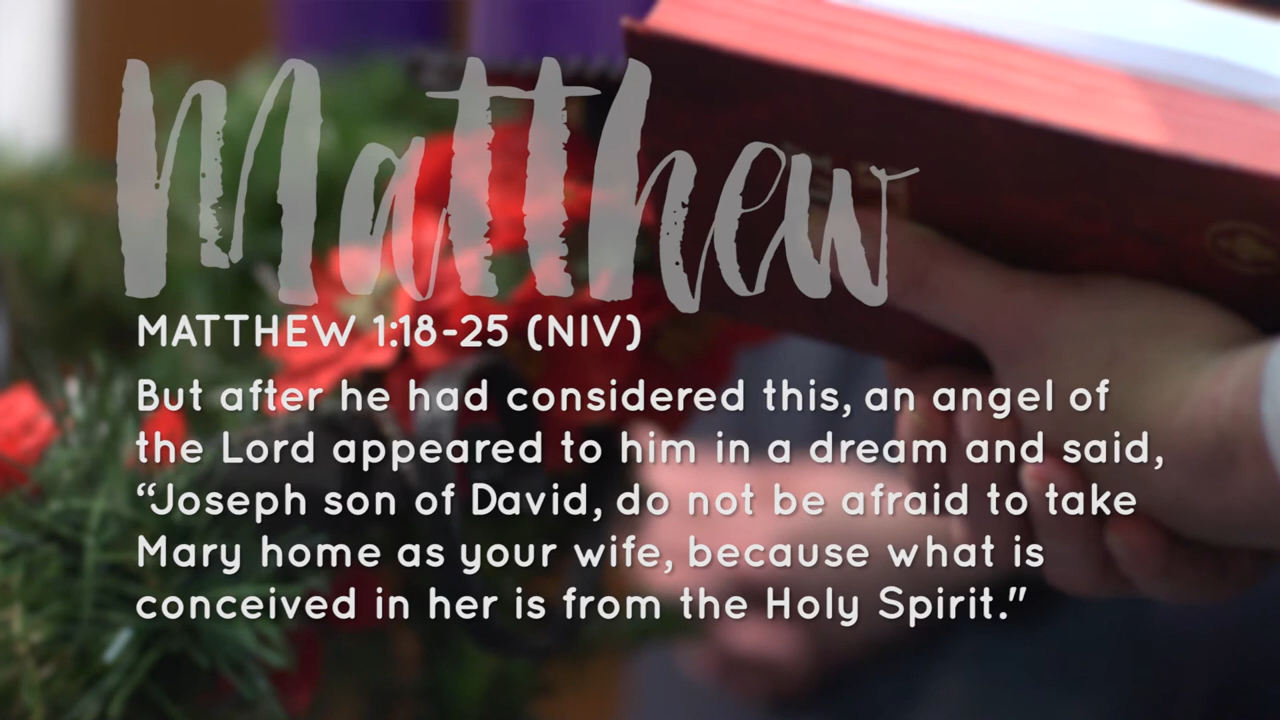 Matthew
MATTHEW 1:18-25 (NIV)
But after he had considered this, an angel of
the Lord appeared to him in a dream and said,
“Joseph son of David, do not be afraid to take
Mary home as your wife, because what is
conceived in her is from the Holy Spirit."